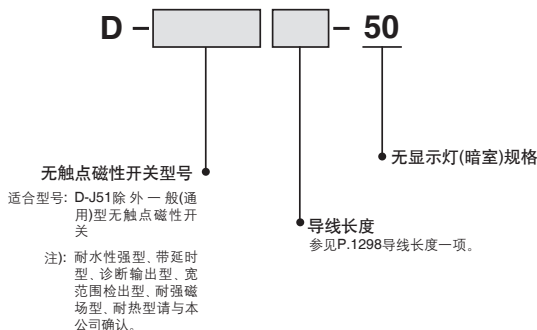 D − − 50
无显示灯(暗室)规格
无触点磁性开关型号
适合型号: D-J51除 外 一 般(通
用)型无触点磁性开
关
导线长度
参见P.1298导线长度一项。
注): 耐水性强型、带延时
型、诊断输出型、宽
范围检出型、耐强磁
场型、耐热型请与本
公司确认。